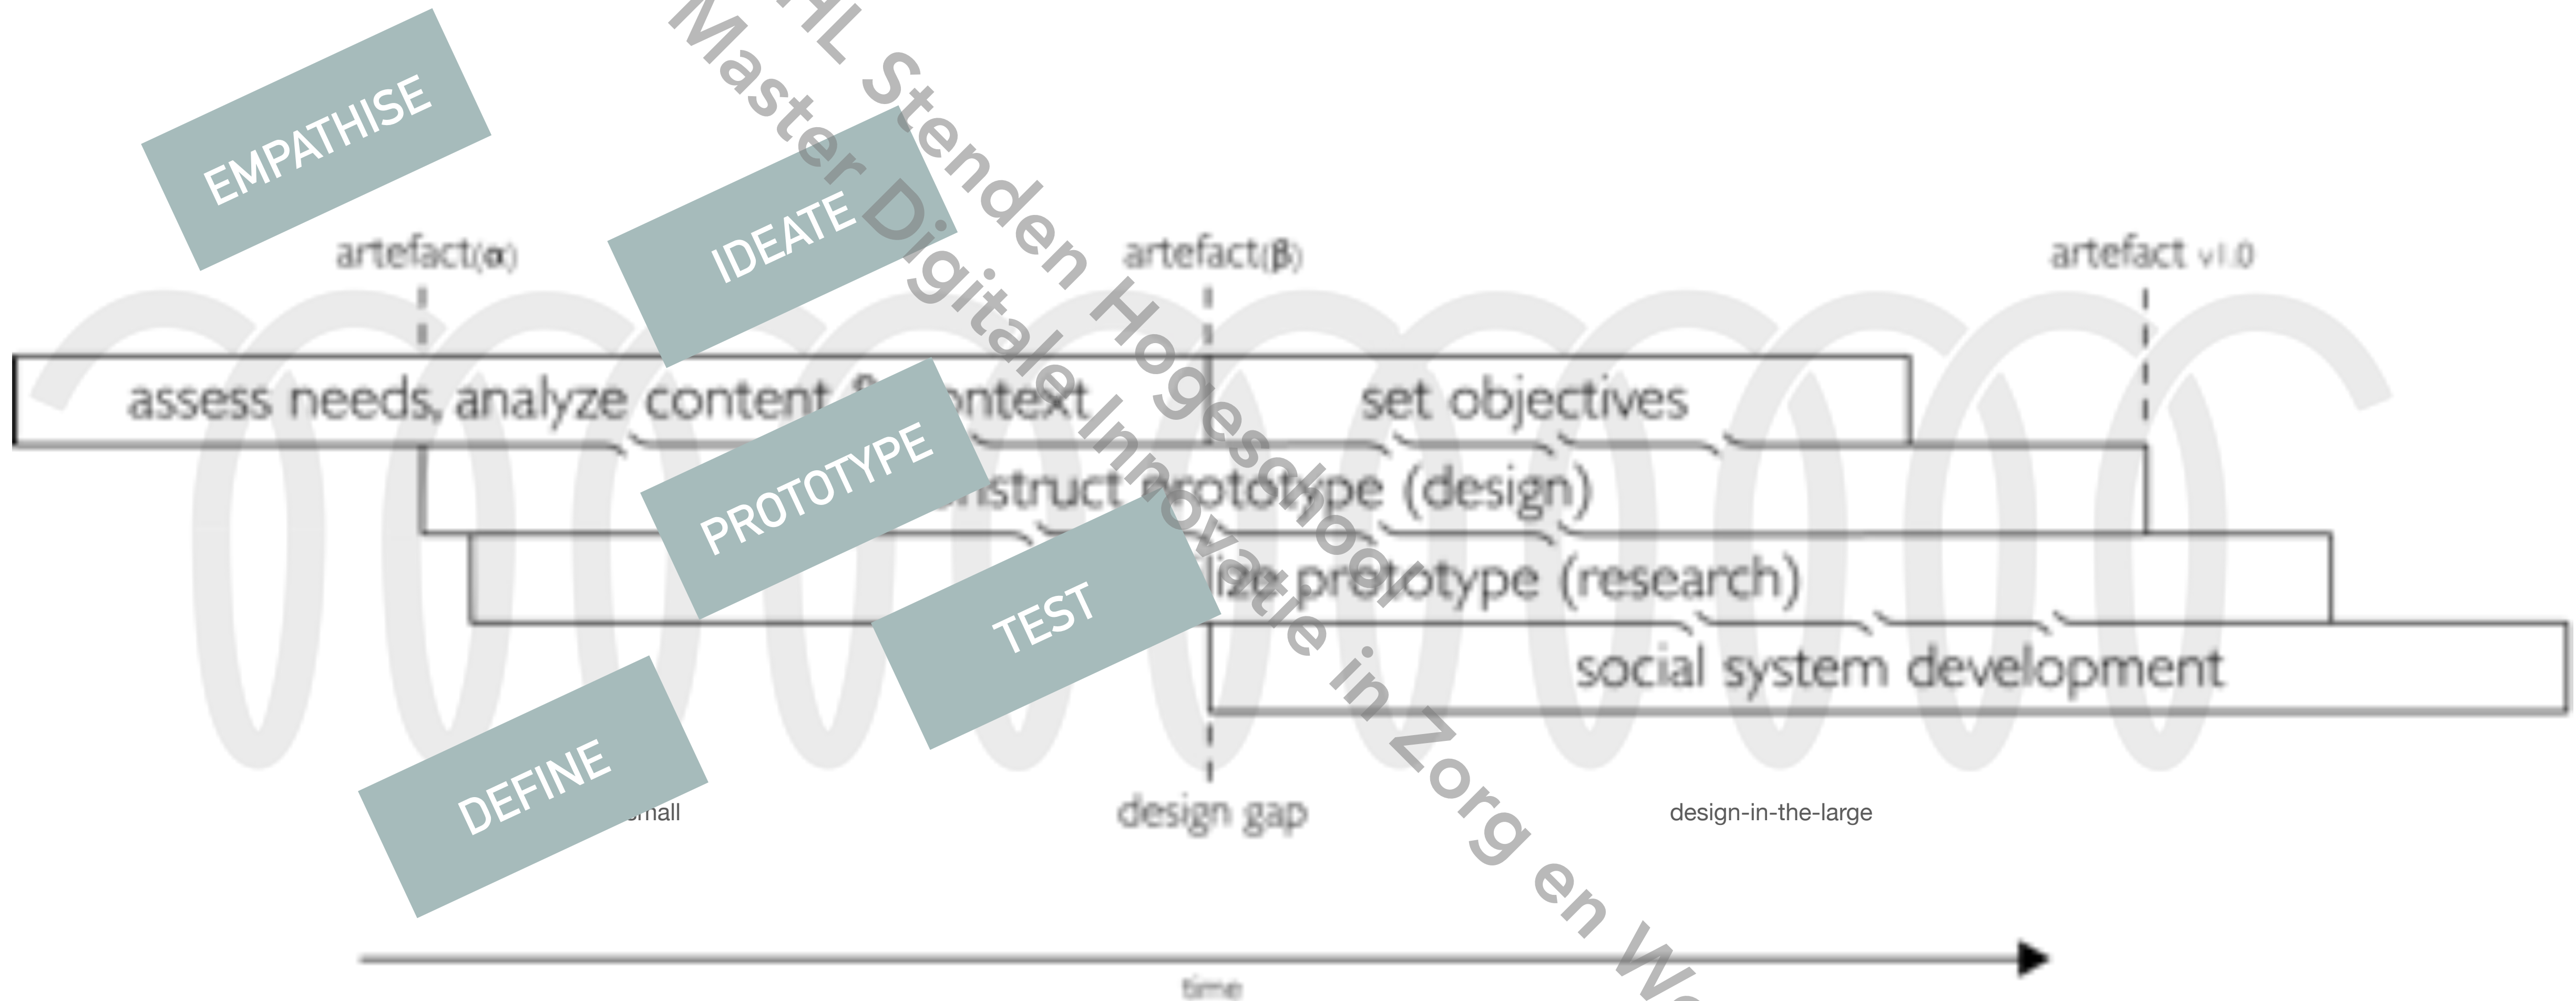 EMPATHISE
IDEATE
artefact(α)
artefact(β)
artefact v1.0
assess needs, analyze content
set objectives
PROTOTYPE
prototype (design)
TEST
prototype (research)
social system development
DEFINE
design gap
design-in-the-large
time
HL Stenden Hogeschool
Master Digitale Innovatie in Zorg en